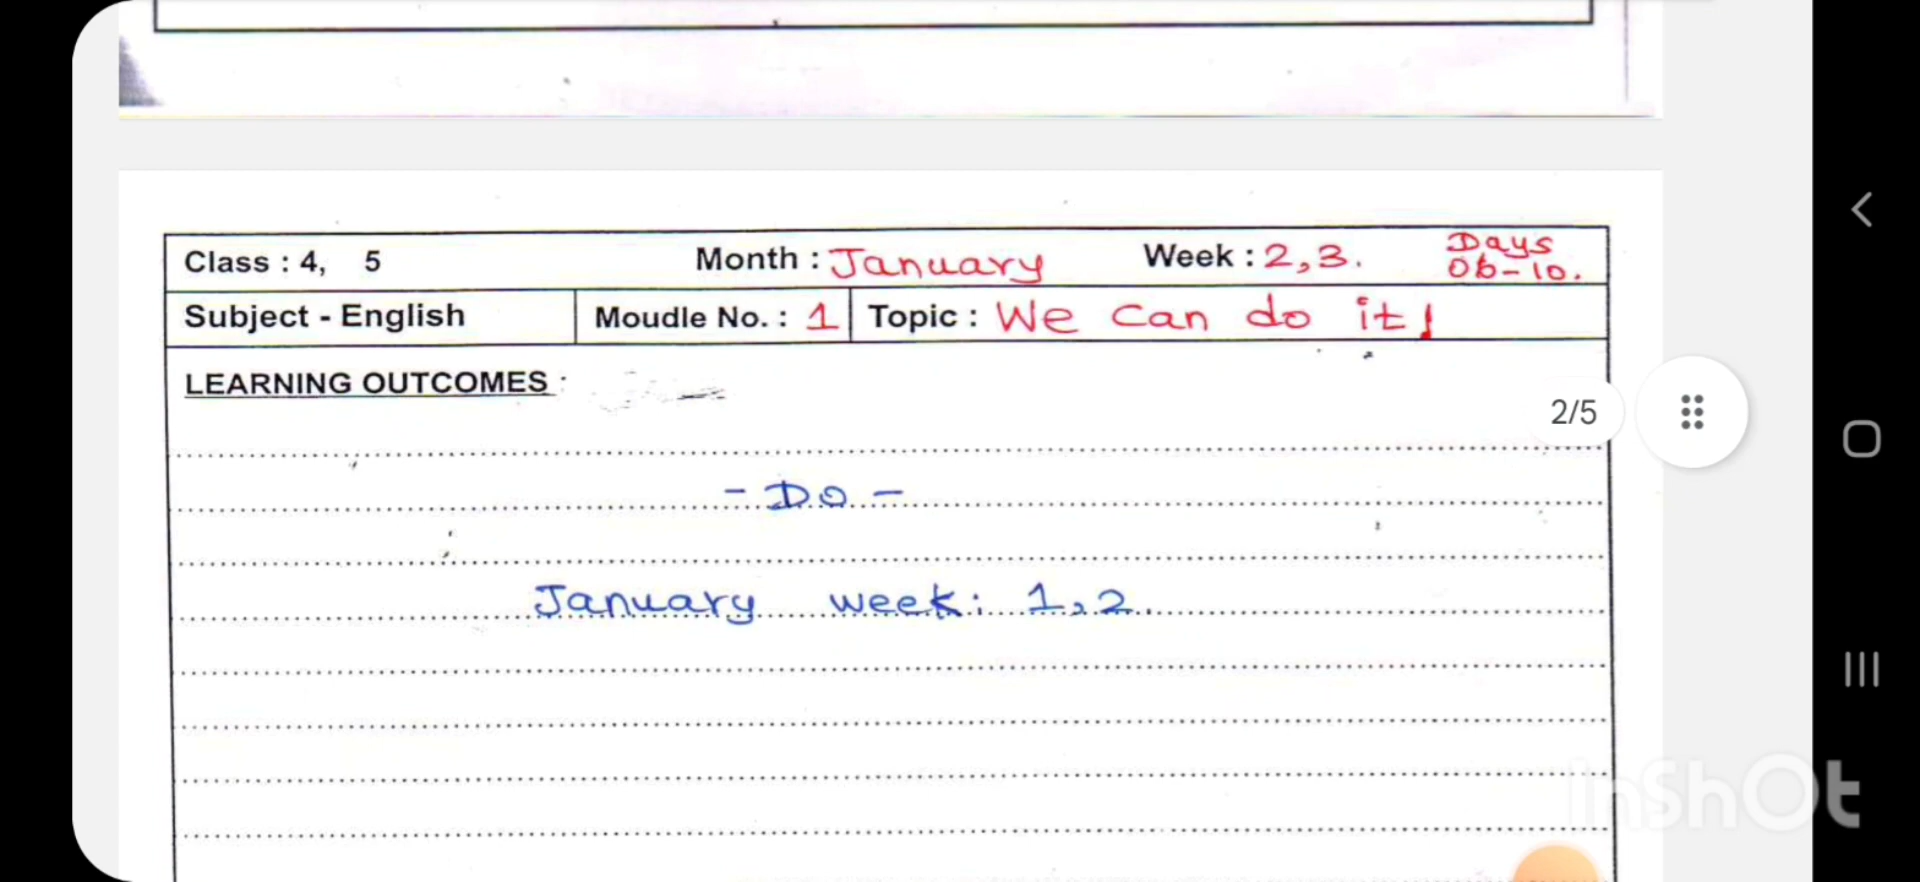 Class : 4, 5 Month : January Week : 2,3. Days 06-10.
Subject - English Moudle No. : 1 Topic : We can do it!
LEARNING OUTCOMES :
2/5
- Do -
January week: 1,2.
InShOt